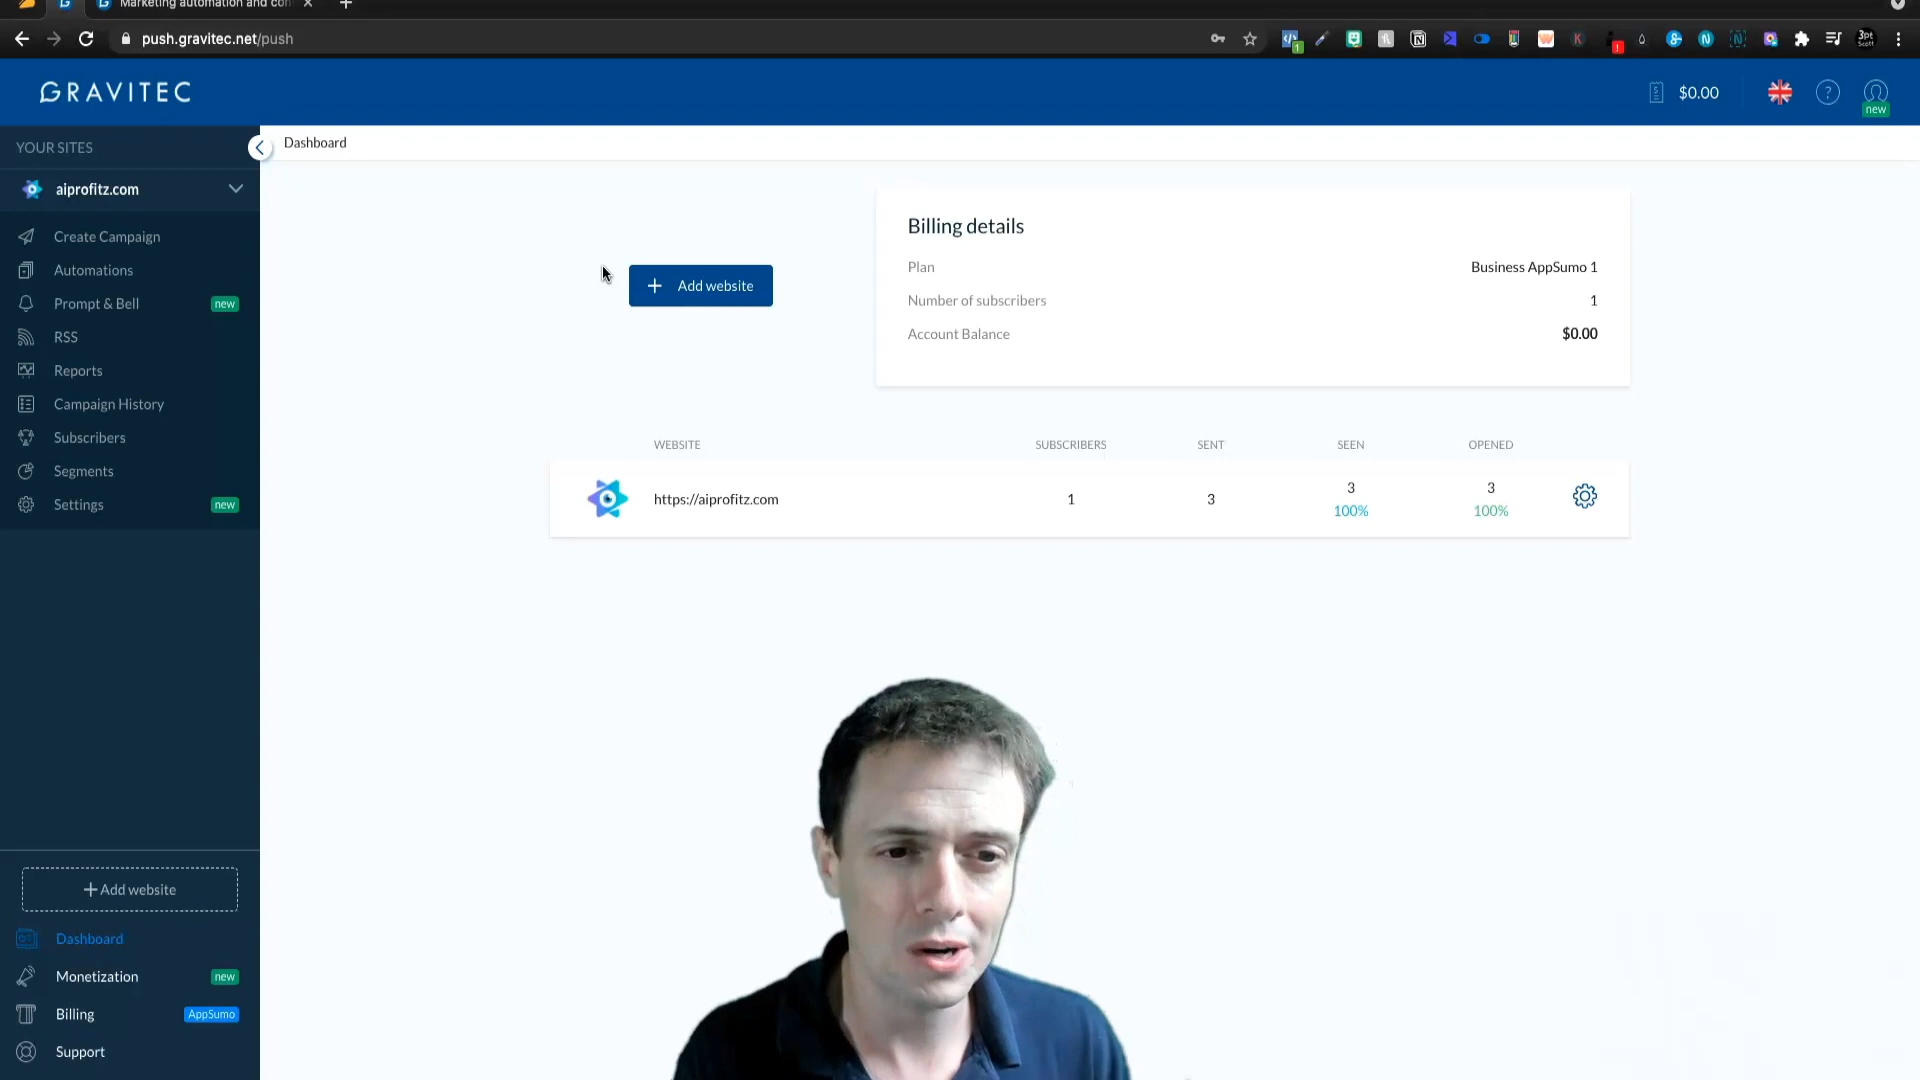 Marketing automation and con
push.gravitec.net/push
GRAVITEC
$0.00
new
YOUR SITES
Dashboard
aiprofitz.com
Create Campaign
Automations
Prompt & Bell new
RSS
Reports
Campaign History
Subscribers
Segments
Settings new
+ Add website
Dashboard
Monetization new
Billing AppSumo
Support
+ Add website
Billing details
Plan Business AppSumo 1
Number of subscribers 1
Account Balance $0.00
WEBSITE SUBSCRIBERS SENT SEEN OPENED
https://aiprofitz.com 1 3 3 3
100% 100%